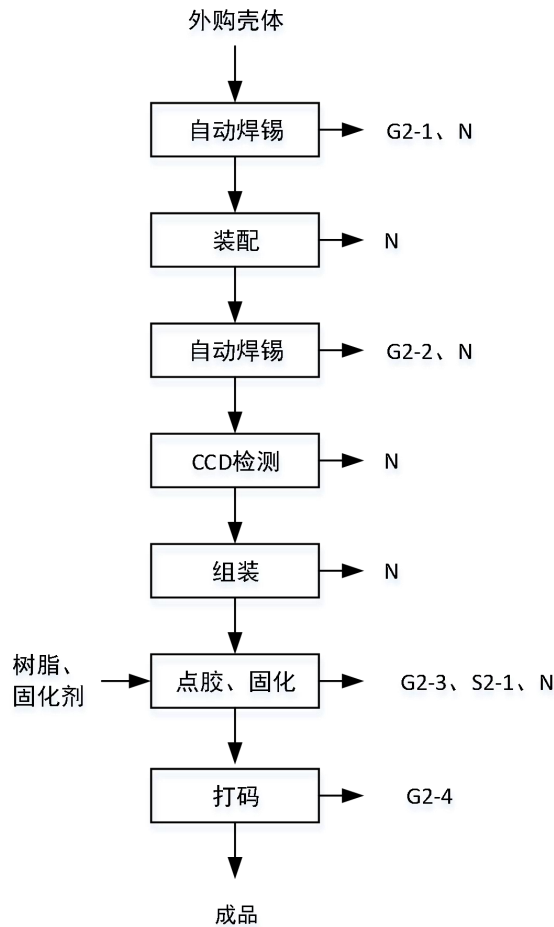 外购壳体
自动焊锡
G2-1、N
装配
N
自动焊锡
G2-2、N
CCD检测
N
组装
N
树脂、
固化剂
点胶、固化
G2-3、S2-1、N
打码
G2-4
成品